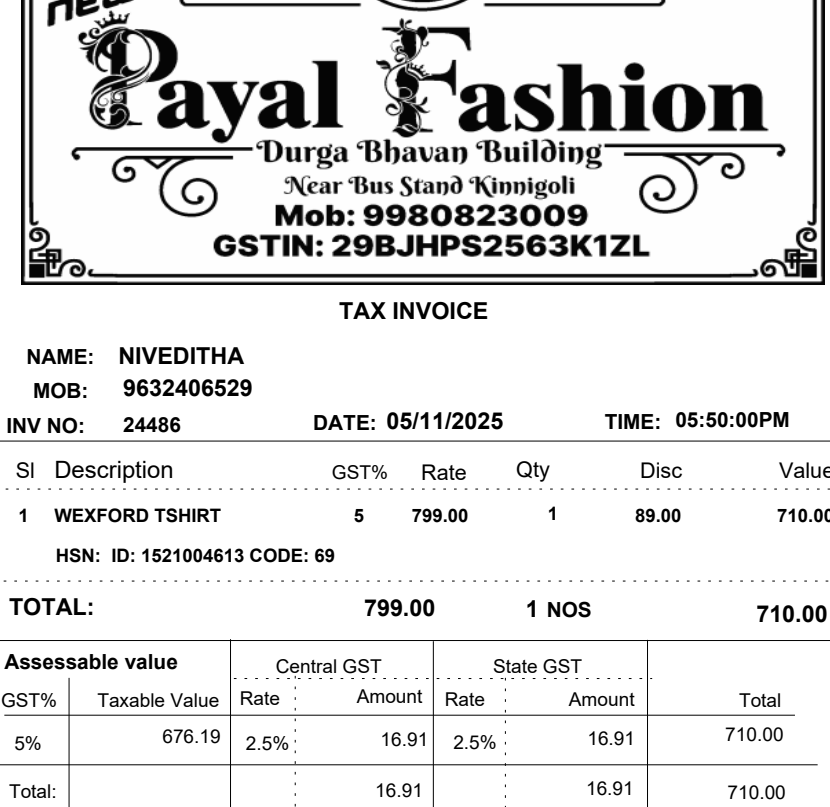 new
Payal Fashion
Durga Bhavan Building
Near Bus Stand Kinnigoli
Mob: 9980823009
GSTIN: 29BJHPS2563K1ZL
TAX INVOICE
NAME: NIVEDITHA
MOB: 9632406529
INV NO: 24486 DATE: 05/11/2025 TIME: 05:50:00PM
Sl Description GST% Rate Qty Disc Value
1 WEXFORD TSHIRT 5 799.00 1 89.00 710.00
HSN: ID: 1521004613 CODE: 69
TOTAL: 799.00 1 NOS 710.00
Assessable value Central GST State GST
GST% Taxable Value Rate Amount Rate Amount Total
5% 676.19 2.5% 16.91 2.5% 16.91 710.00
Total: 16.91 16.91 710.00